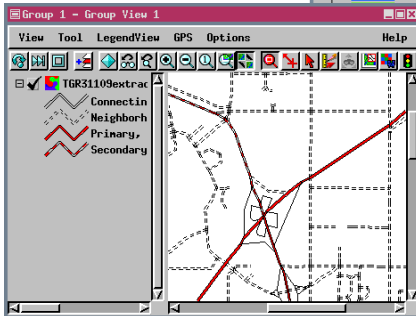 Group 1 - Group View 1
View Tool LegendView GPS Options Help
TGR31109extrac
Connectin
Neighborh
Primary,
Secondary